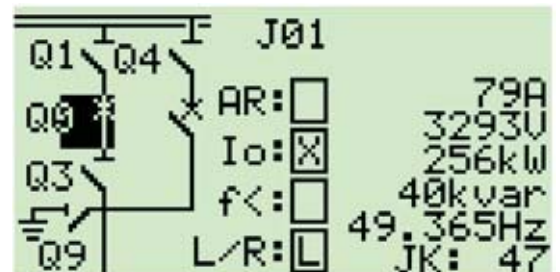 J01
Q1 Q4
AR: 79A
Q0 3293V
Io: X 256kW
Q3 40kvar
f<: 49.365Hz
Q9 L/R: L JK: 47